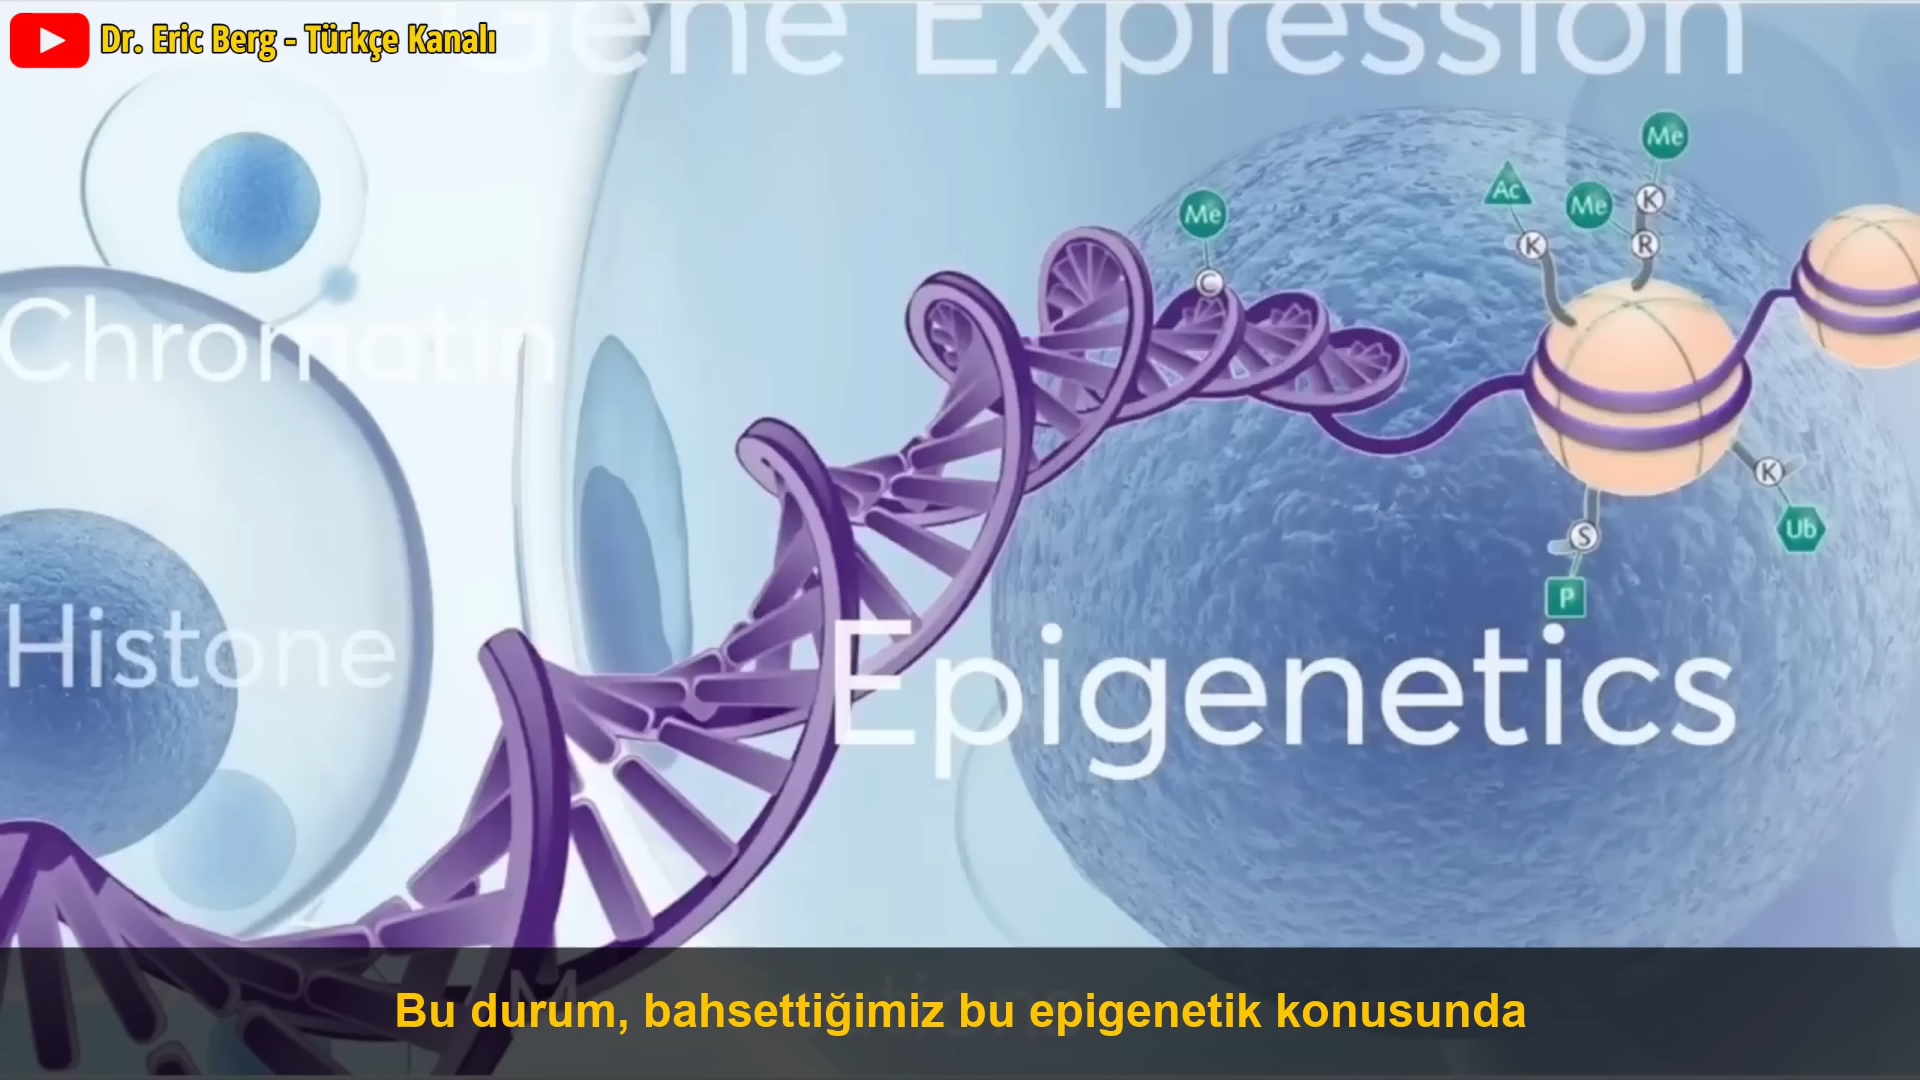 Dr. Eric Berg - Türkçe Kanalı
Gene Expression
Me
Ac
Me
K
Me
K
R
C
Chromatin
K
Ub
S
P
Histone
Epigenetics
Bu durum, bahsettiğimiz bu epigenetik konusunda